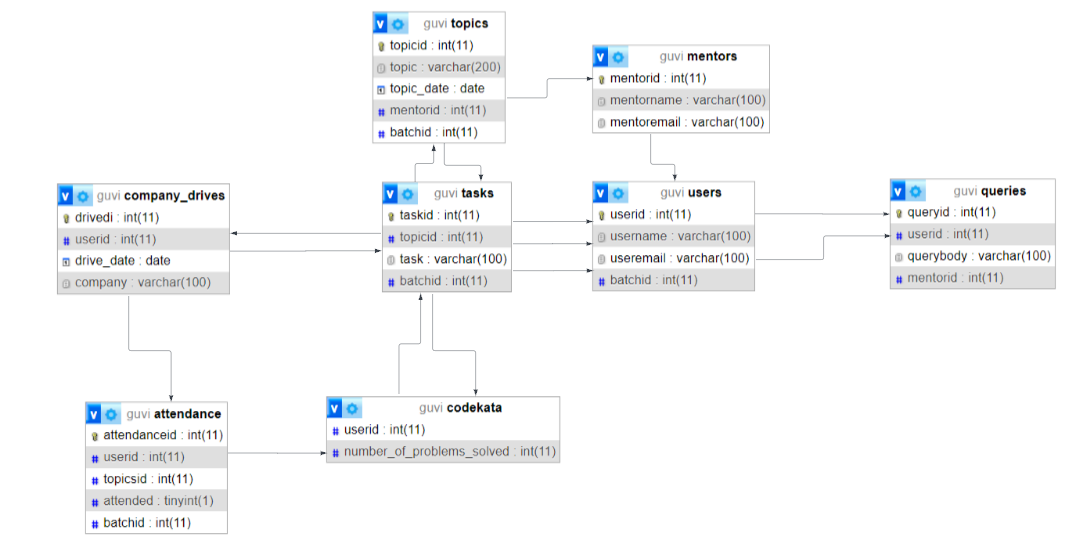 guvi topics
topicid : int(11)
topic : varchar(200)
topic_date : date
mentorid : int(11)
batchid : int(11)
guvi mentors
mentorid : int(11)
mentorname : varchar(100)
mentoremail : varchar(100)
guvi company_drives
drivedi : int(11)
userid : int(11)
drive_date : date
company : varchar(100)
guvi tasks
taskid : int(11)
topicid : int(11)
task : varchar(100)
batchid : int(11)
guvi users
userid : int(11)
username : varchar(100)
useremail : varchar(100)
batchid : int(11)
guvi queries
queryid : int(11)
userid : int(11)
querybody : varchar(100)
mentorid : int(11)
guvi attendance
attendanceid : int(11)
userid : int(11)
topicsid : int(11)
attended : tinyint(1)
batchid : int(11)
guvi codekata
userid : int(11)
number_of_problems_solved : int(11)